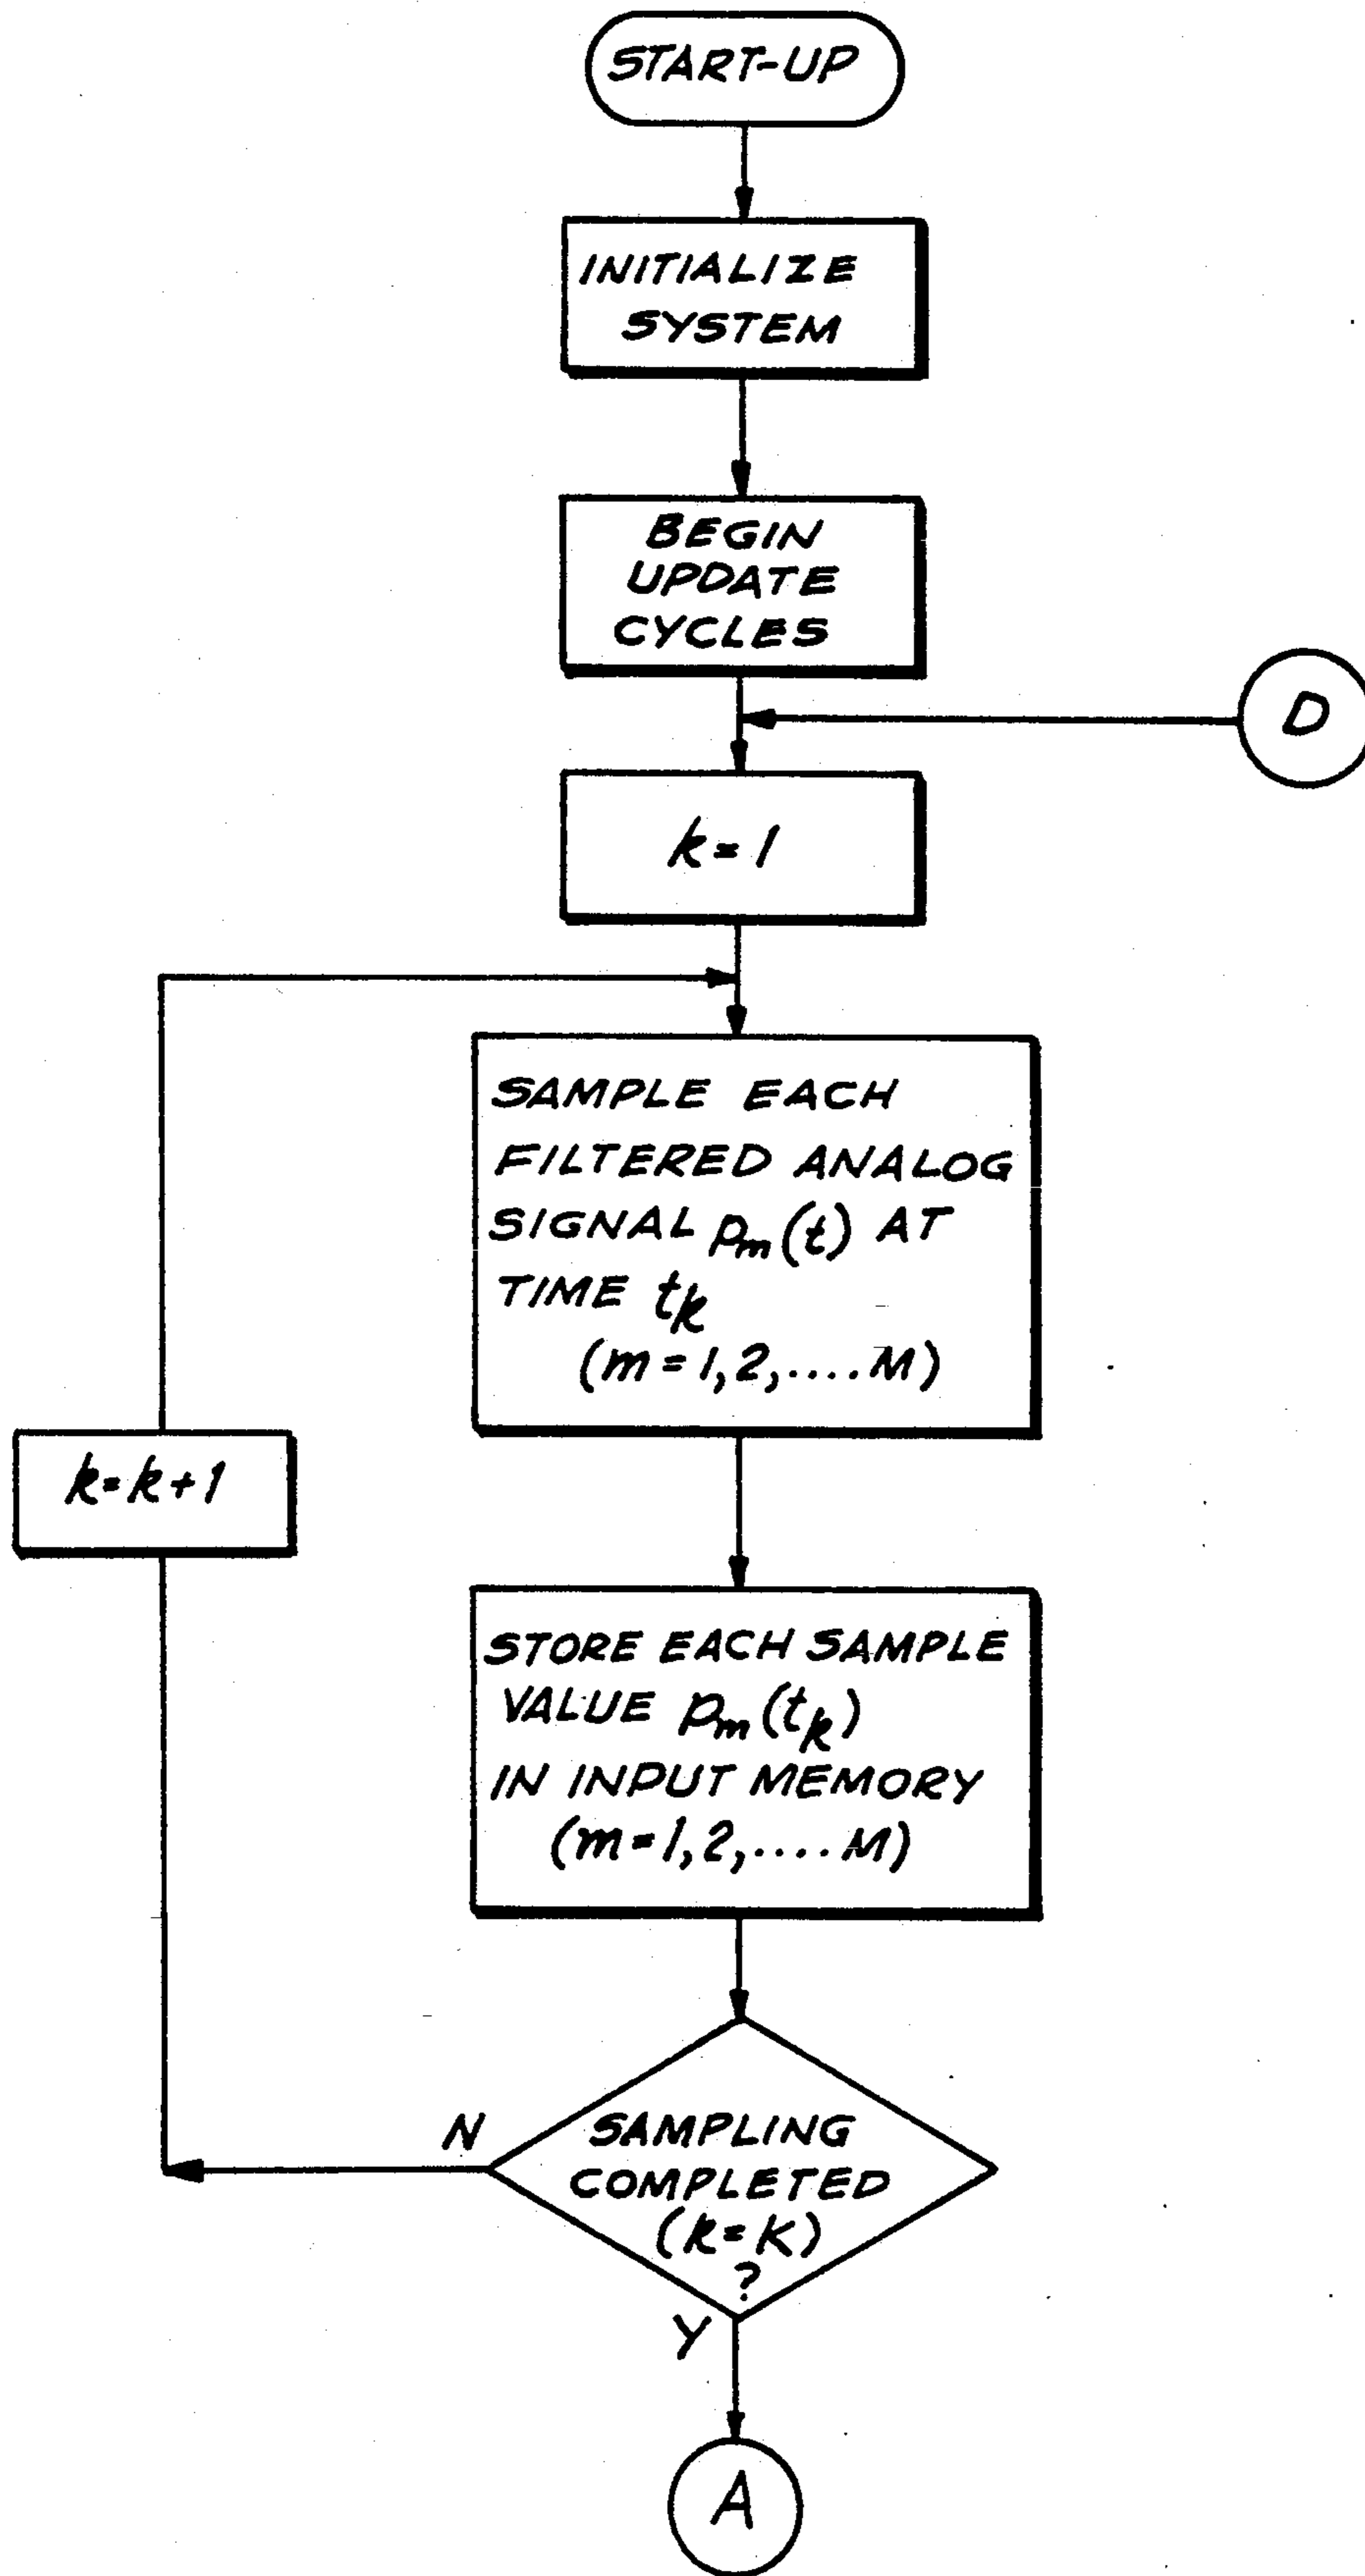 START-UP
INITIALIZE
SYSTEM
BEGIN
UPDATE
CYCLES
D
k=1
SAMPLE EACH
FILTERED ANALOG
SIGNAL pₘ(t) AT
TIME tₖ
(m=1,2,....M)
k=k+1
STORE EACH SAMPLE
VALUE pₘ(tₖ)
IN INPUT MEMORY
(m=1,2,....M)
N
SAMPLING
COMPLETED
(k=K)
?
Y
A